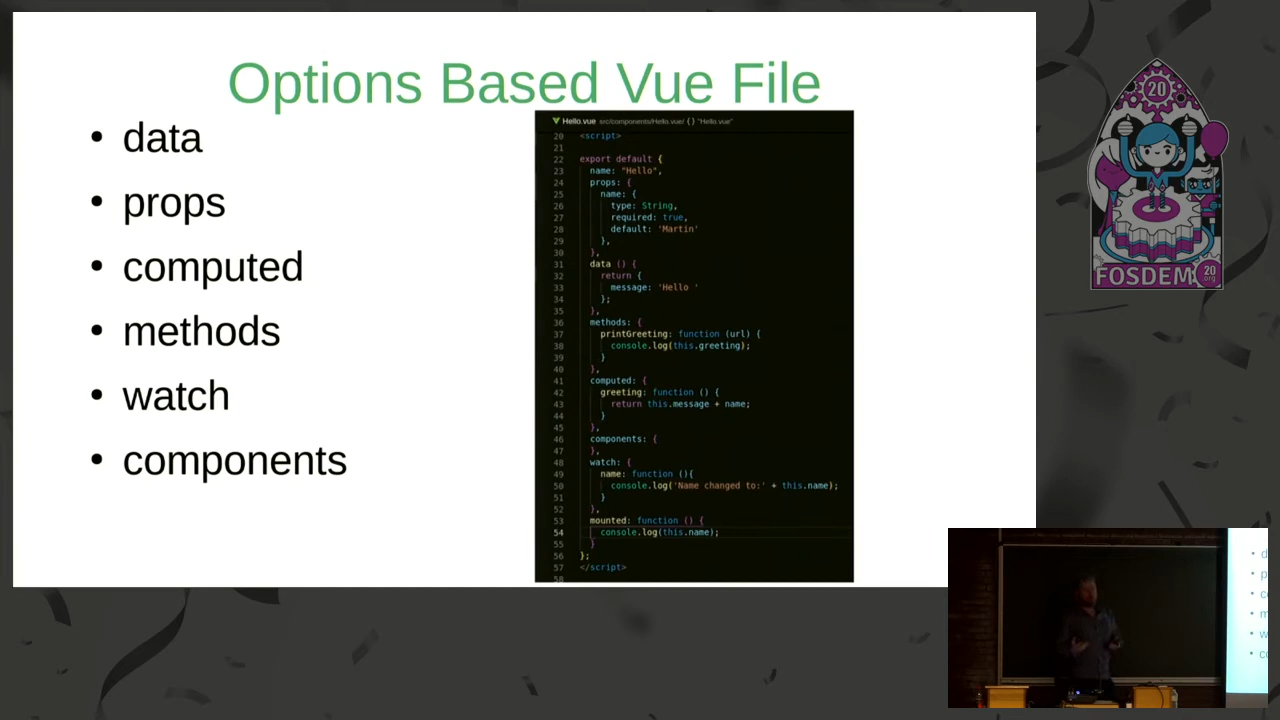 Options Based Vue File
• data
• props
• computed
• methods
• watch
• components
Hello.vue src/components/Hello.vue/ {} "Hello.vue"
20 <script>
21
22 export default {
23 name: "Hello",
24 props: {
25 name: {
26 type: String,
27 required: true,
28 default: 'Martin'
29 },
30 },
31 data () {
32 return {
33 message: 'Hello '
34 };
35 },
36 methods: {
37 printGreeting: function (url) {
38 console.log(this.greeting);
39 }
40 },
41 computed: {
42 greeting: function () {
43 return this.message + name;
44 }
45 },
46 components: {
47 },
48 watch: {
49 name: function (){
50 console.log('Name changed to:' + this.name);
51 }
52 },
53 mounted: function () {
54 console.log(this.name);
55 }
56 };
57 </script>
58
20
FOSDEM 20
.org